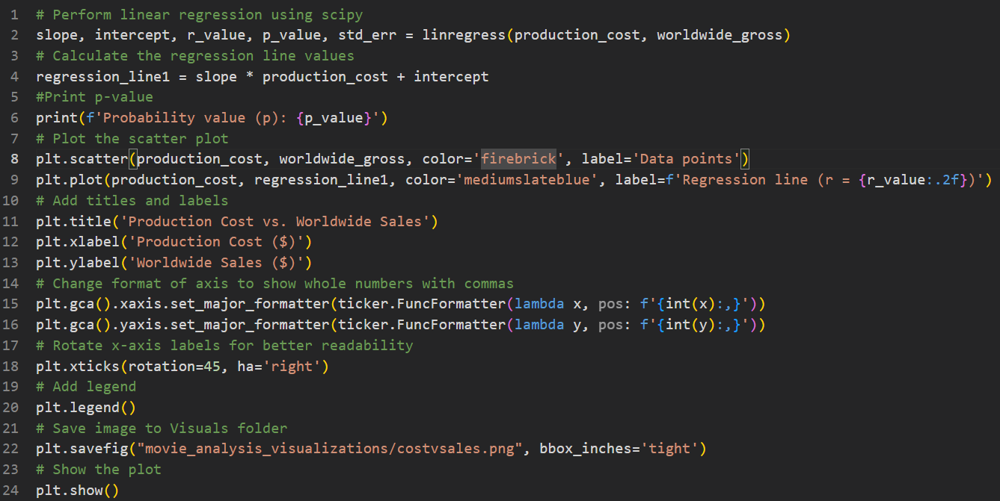 1 # Perform linear regression using scipy
2 slope, intercept, r_value, p_value, std_err = linregress(production_cost, worldwide_gross)
3 # Calculate the regression line values
4 regression_line1 = slope * production_cost + intercept
5 #Print p-value
6 print(f'Probability value (p): {p_value}')
7 # Plot the scatter plot
8 plt.scatter(production_cost, worldwide_gross, color='firebrick', label='Data points')
9 plt.plot(production_cost, regression_line1, color='mediumslateblue', label=f'Regression line (r = {r_value:.2f})')
10 # Add titles and labels
11 plt.title('Production Cost vs. Worldwide Sales')
12 plt.xlabel('Production Cost ($)')
13 plt.ylabel('Worldwide Sales ($)')
14 # Change format of axis to show whole numbers with commas
15 plt.gca().xaxis.set_major_formatter(ticker.FuncFormatter(lambda x, pos: f'{int(x):,}'))
16 plt.gca().yaxis.set_major_formatter(ticker.FuncFormatter(lambda y, pos: f'{int(y):,}'))
17 # Rotate x-axis labels for better readability
18 plt.xticks(rotation=45, ha='right')
19 # Add legend
20 plt.legend()
21 # Save image to Visuals folder
22 plt.savefig("movie_analysis_visualizations/costvsales.png", bbox_inches='tight')
23 # Show the plot
24 plt.show()